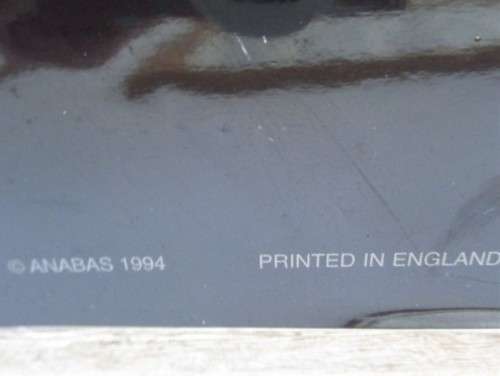 © ANABAS 1994 PRINTED IN ENGLAND